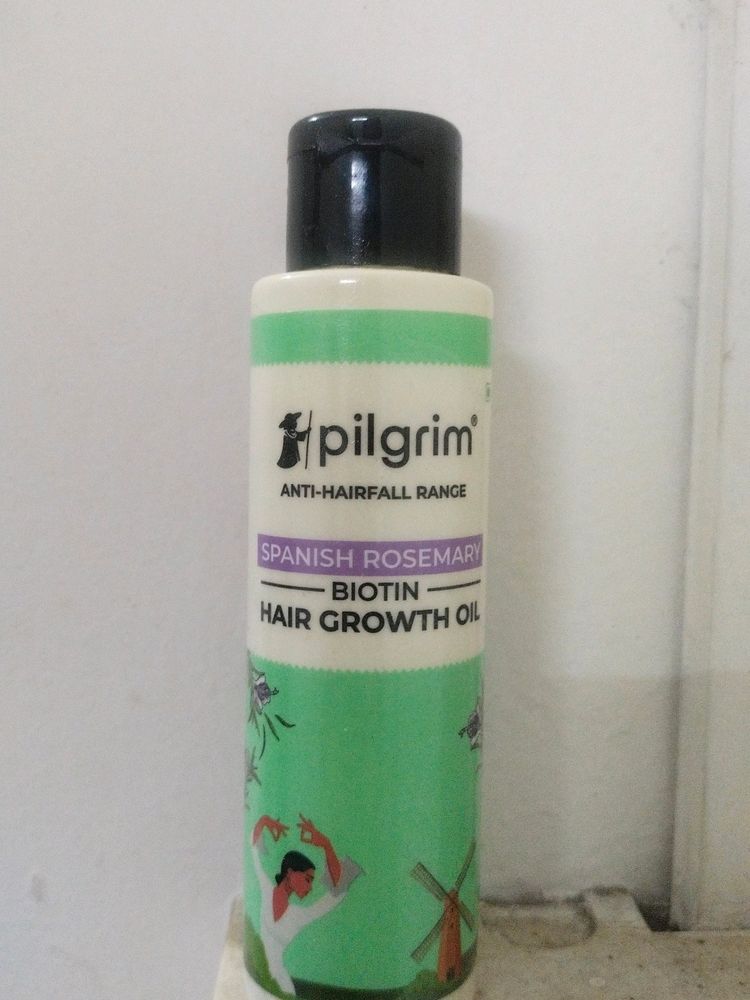 pilgrim®
ANTI-HAIRFALL RANGE
SPANISH ROSEMARY
BIOTIN
HAIR GROWTH OIL